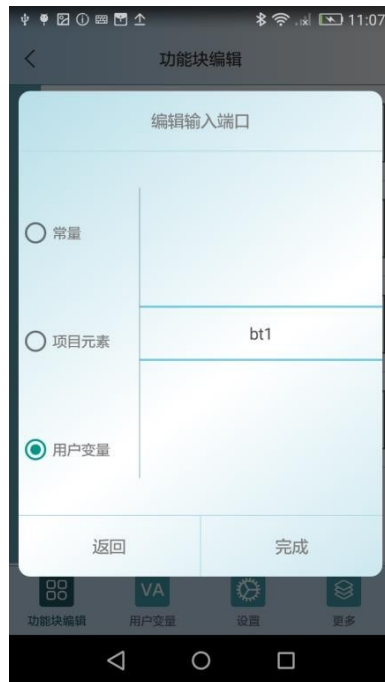 11:07
功能块编辑
编辑输入端口
常量
项目元素
bt1
用户变量
返回
完成
VA
功能块编辑
用户变量
设置
更多